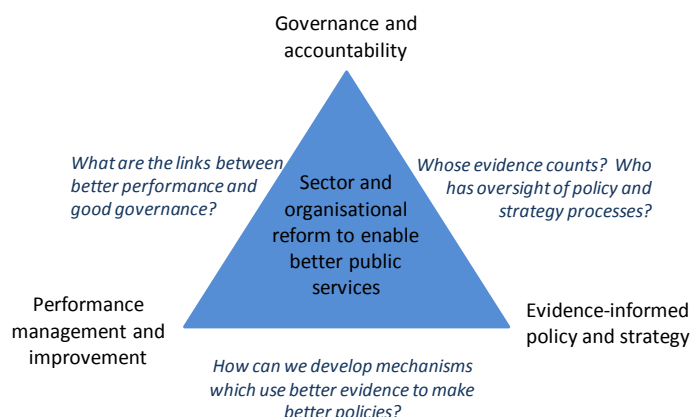 Governance and
accountability
What are the links between
better performance and
good governance?
Whose evidence counts?  Who
has oversight of policy and
strategy processes?
Sector and
organisational
reform to enable
better public
services
Performance
management and
improvement
Evidence-informed
policy and strategy
How can we develop mechanisms
which use better evidence to make
better policies?